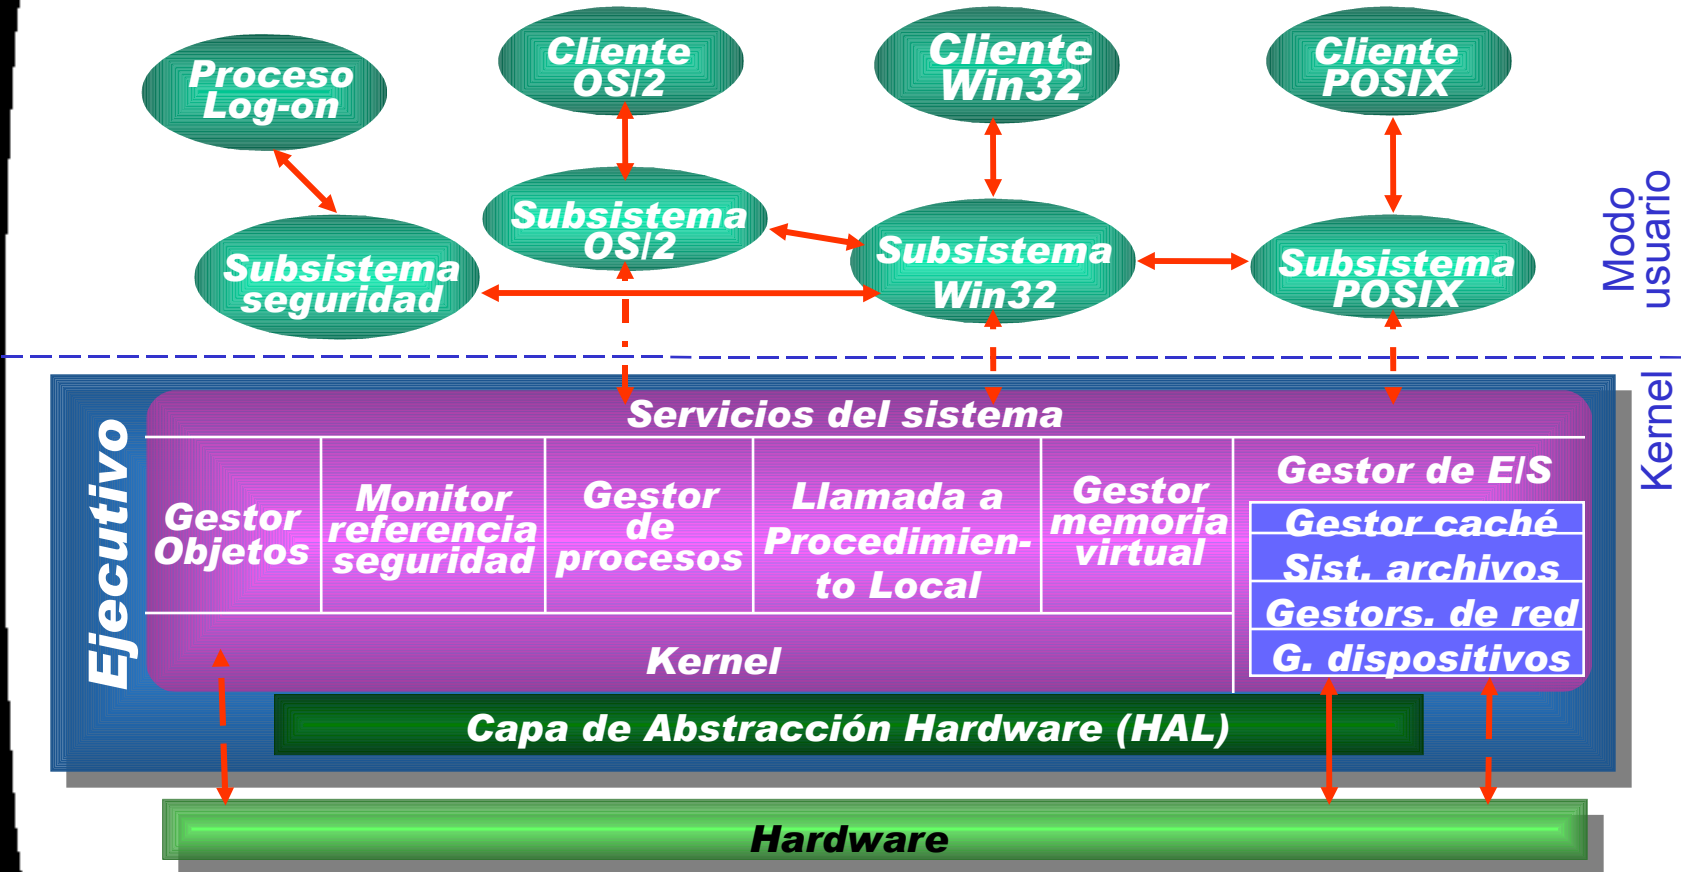 Proceso
Log-on
Cliente
OS/2
Cliente
Win32
Cliente
POSIX
Subsistema
seguridad
Subsistema
OS/2
Subsistema
Win32
Subsistema
POSIX
Modo
usuario
Kernel
Ejecutivo
Servicios del sistema
Gestor
Objetos
Monitor
referencia
seguridad
Gestor
de
procesos
Llamada a
Procedimien-
to Local
Gestor
memoria
virtual
Gestor de E/S
Gestor caché
Sist. archivos
Gestors. de red
G. dispositivos
Kernel
Capa de Abstracción Hardware (HAL)
Hardware